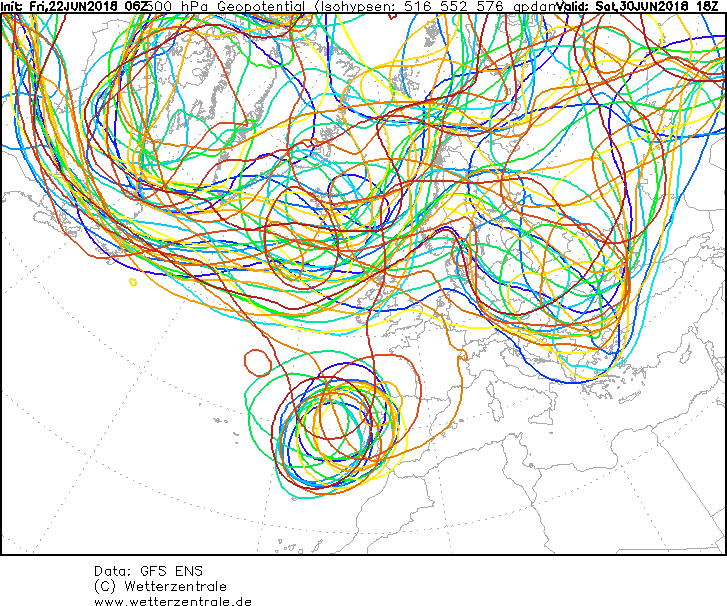 Init: Fri,22JUN2018 06Z 500 hPa Geopotential (Isohypsen: 516 552 576 gpdam) Valid: Sat,30JUN2018 18Z
Data: GFS ENS
(C) Wetterzentrale
www.wetterzentrale.de